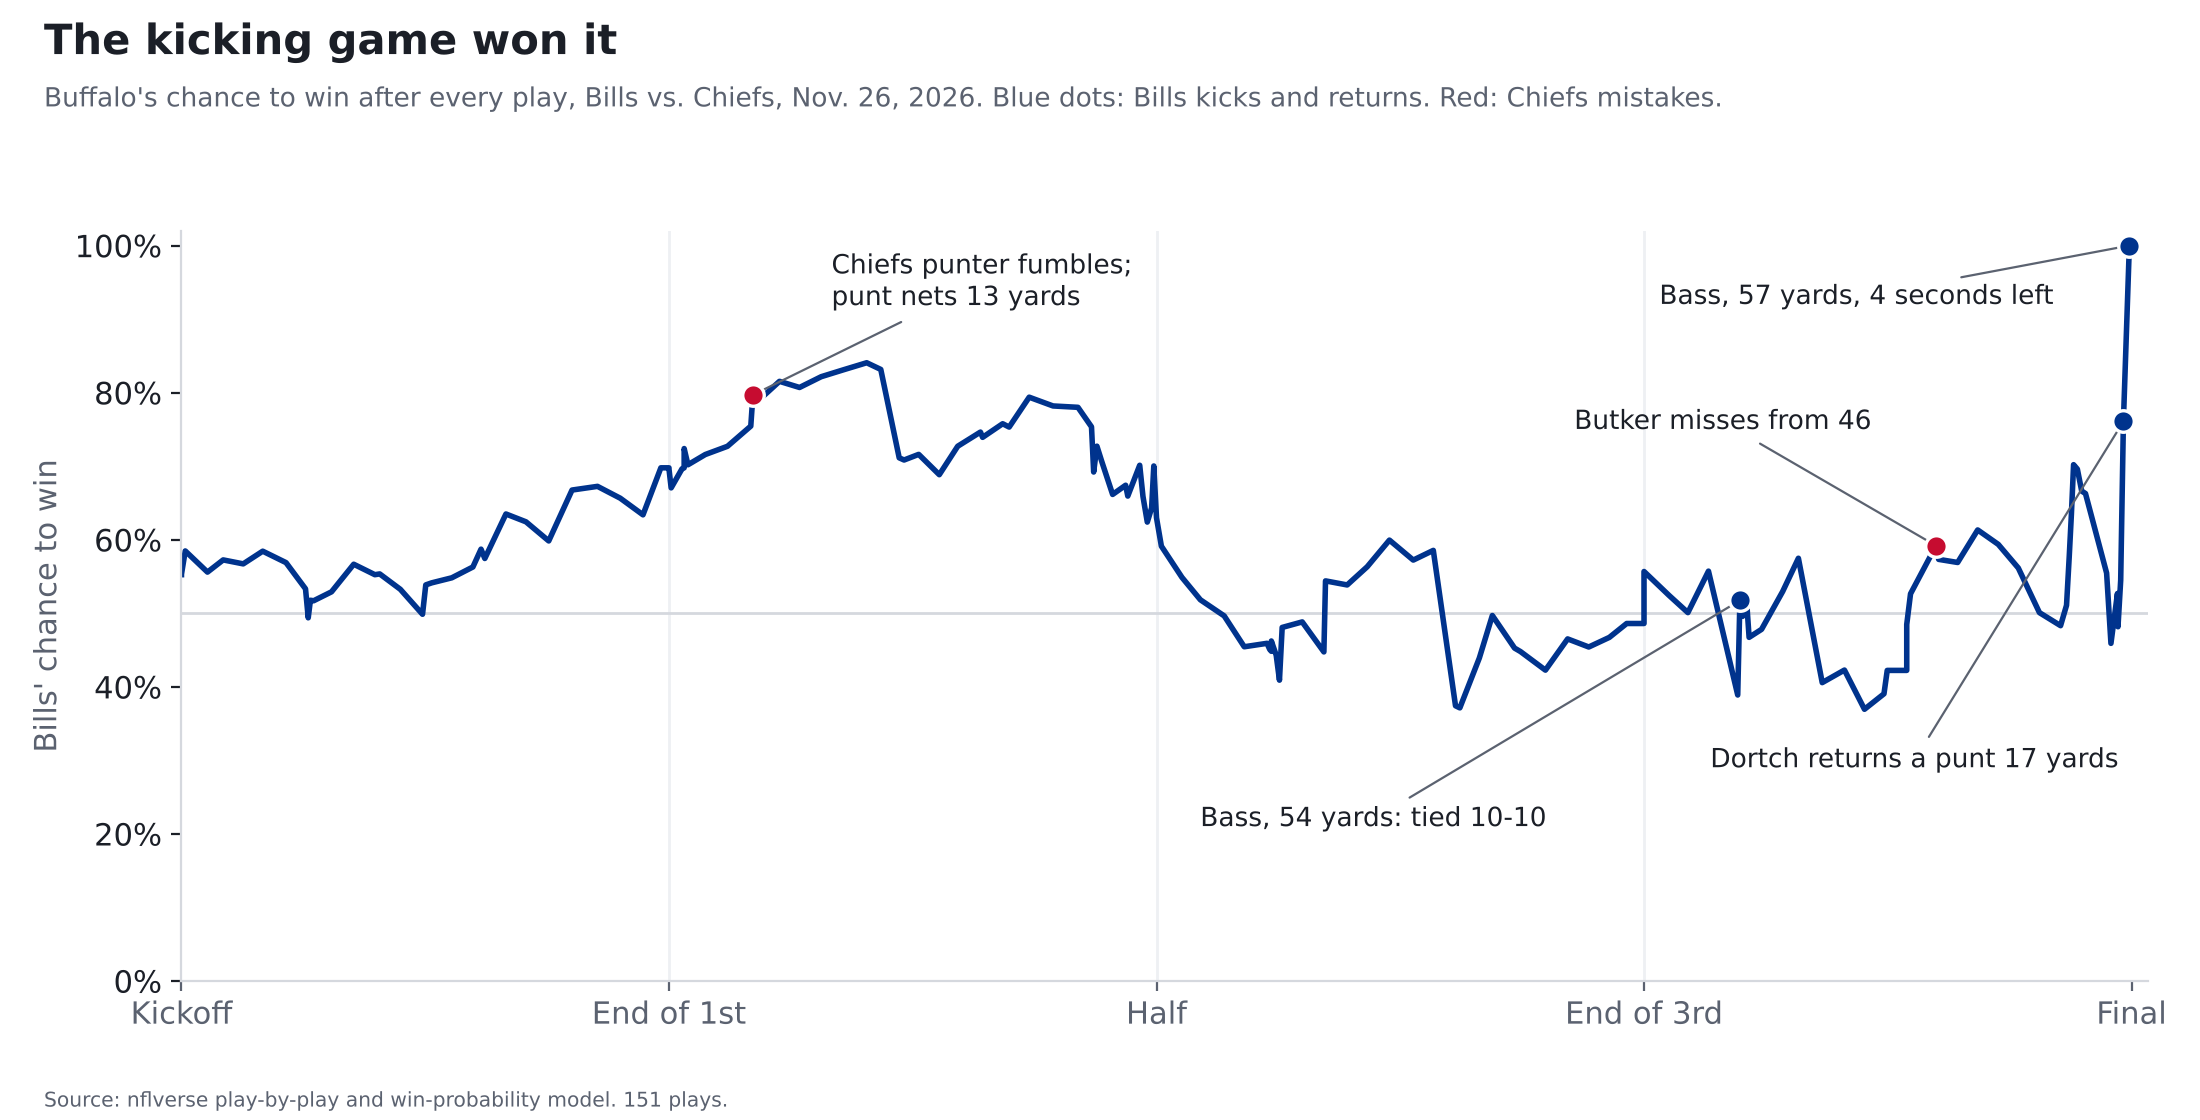 The kicking game won it
Buffalo's chance to win after every play, Bills vs. Chiefs, Nov. 26, 2026. Blue dots: Bills kicks and returns. Red: Chiefs mistakes.
Bills' chance to win
100%
80%
60%
40%
20%
0%
Chiefs punter fumbles;
punt nets 13 yards
Bass, 57 yards, 4 seconds left
Butker misses from 46
Dortch returns a punt 17 yards
Bass, 54 yards: tied 10-10
Kickoff
End of 1st
Half
End of 3rd
Final
Source: nflverse play-by-play and win-probability model. 151 plays.